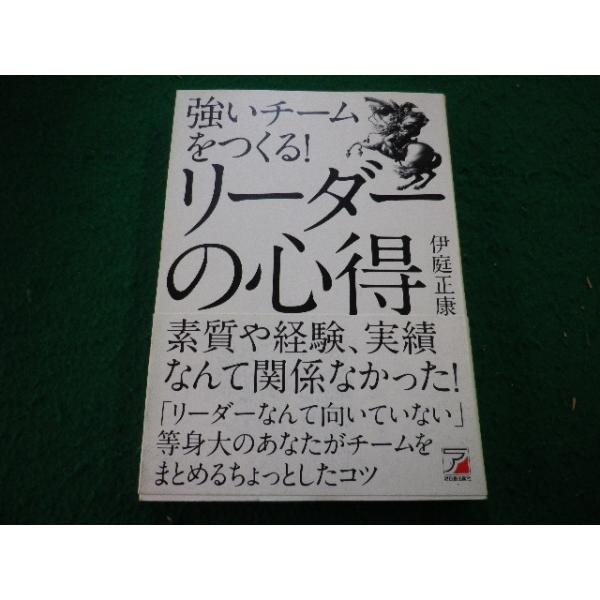 強いチーム
をつくる!
リーダー
の心得
伊庭正康
素質や経験、実績
なんて関係なかった!
「リーダーなんて向いていない」
等身大のあなたがチームを
まとめるちょっとしたコツ
ア